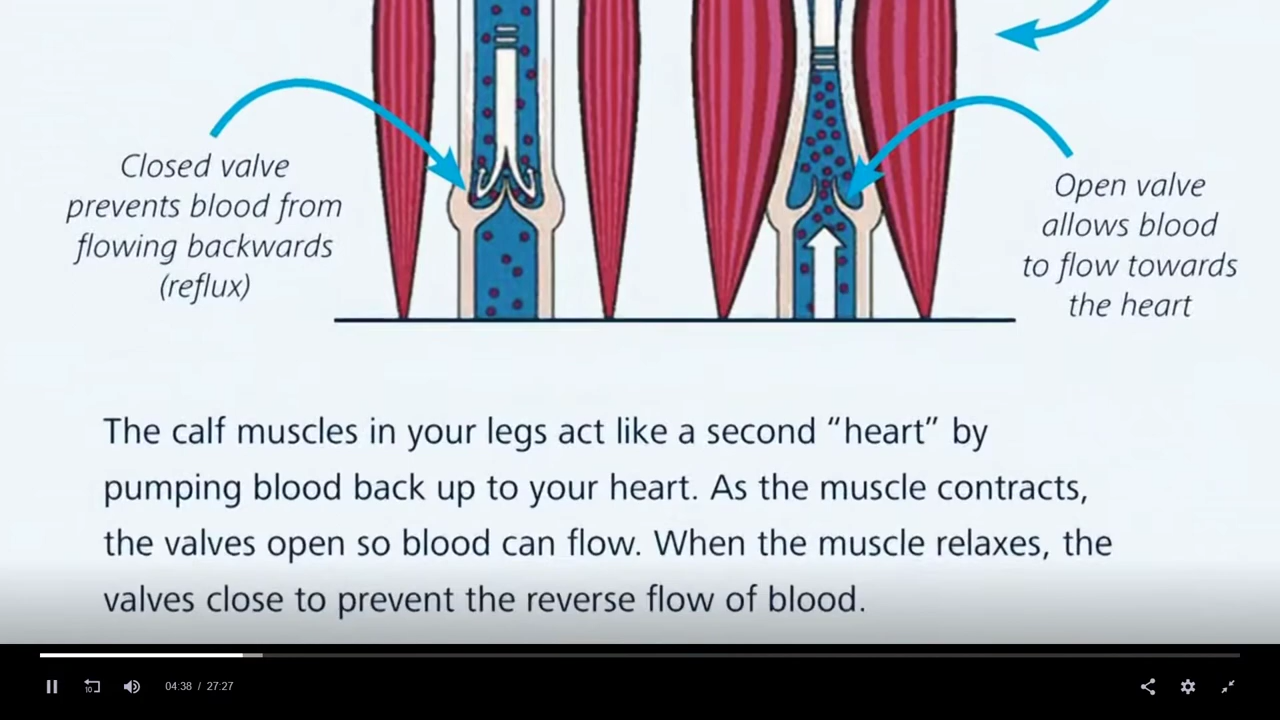 Closed valve
prevents blood from
flowing backwards
(reflux)
Open valve
allows blood
to flow towards
the heart
The calf muscles in your legs act like a second “heart” by
pumping blood back up to your heart. As the muscle contracts,
the valves open so blood can flow. When the muscle relaxes, the
valves close to prevent the reverse flow of blood.
10
04:38 / 27:27